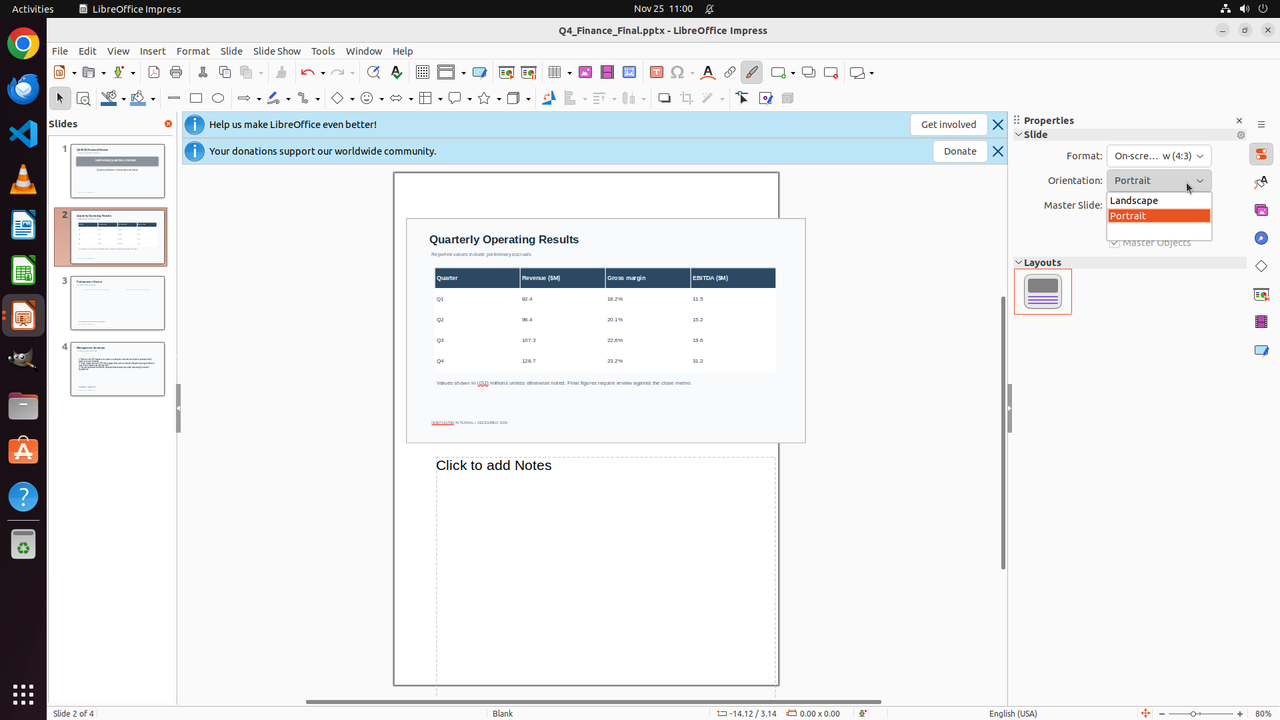 Activities
LibreOffice Impress
Nov 25 11:00
Q4_Finance_Final.pptx - LibreOffice Impress
File Edit View Insert Format Slide Slide Show Tools Window Help
Slides
Help us make LibreOffice even better!
Get involved
Your donations support our worldwide community.
Donate
1
2
3
4
Quarterly Operating Results
Reported values include preliminary accruals
Quarter Revenue ($M) Gross margin EBITDA ($M)
Q1 82.4 18.2% 11.5
Q2 96.4 20.1% 15.2
Q3 107.3 22.6% 19.6
Q4 128.7 23.2% 31.2
Values shown in USD millions unless otherwise noted. Final figures require review against the close memo.
Click to add Notes
Properties
Slide
Format: On-scre… w (4:3)
Orientation: Portrait
Landscape
Portrait
Master Slide:
Master Objects
Layouts
Slide 2 of 4
Blank
-14.12 / 3.14
0.00 x 0.00
English (USA)
80%